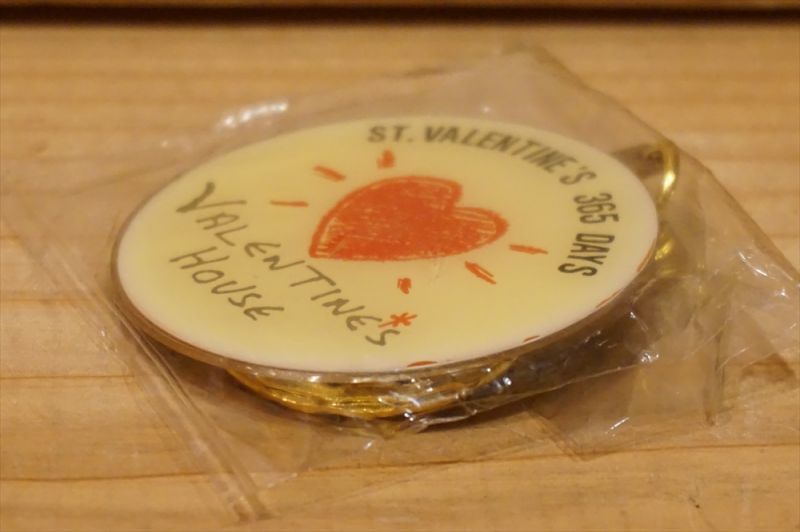 ST. VALENTINE'S 365 DAYS
VALENTINE'S
HOUSE